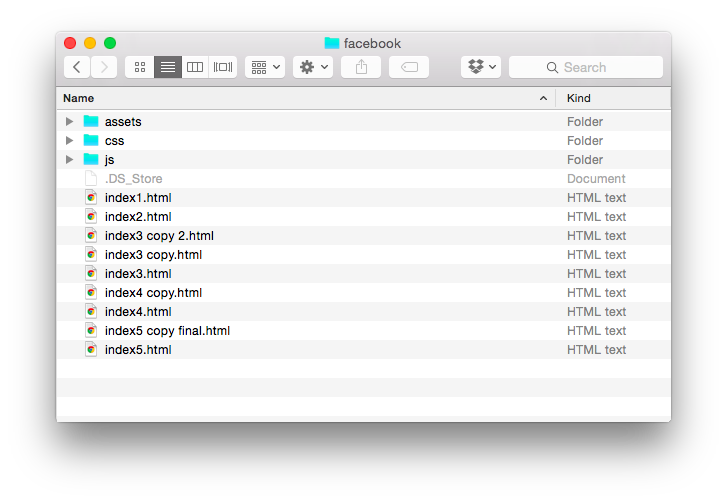 facebook
Search
Name Kind
assets Folder
css Folder
js Folder
.DS_Store Document
index1.html HTML text
index2.html HTML text
index3 copy 2.html HTML text
index3 copy.html HTML text
index3.html HTML text
index4 copy.html HTML text
index4.html HTML text
index5 copy final.html HTML text
index5.html HTML text